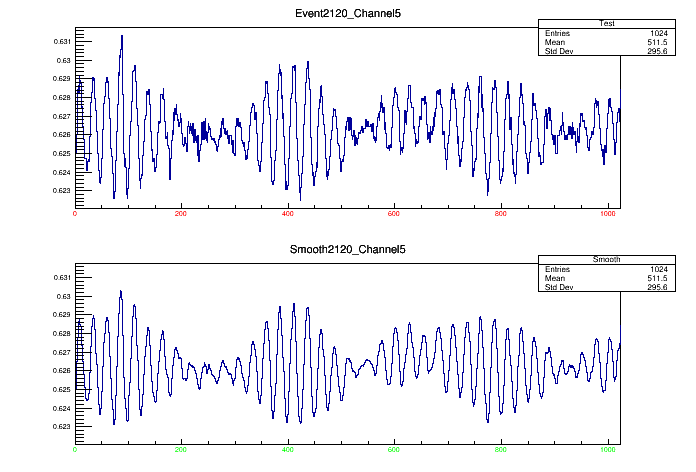 Event2120_Channel5
Test
Entries 1024
Mean 511.5
Std Dev 295.6
0.631
0.63
0.629
0.628
0.627
0.626
0.625
0.624
0.623
0 200 400 600 800 1000
Smooth2120_Channel5
Smooth
Entries 1024
Mean 511.5
Std Dev 295.6
0.631
0.63
0.629
0.628
0.627
0.626
0.625
0.624
0.623
0 200 400 600 800 1000